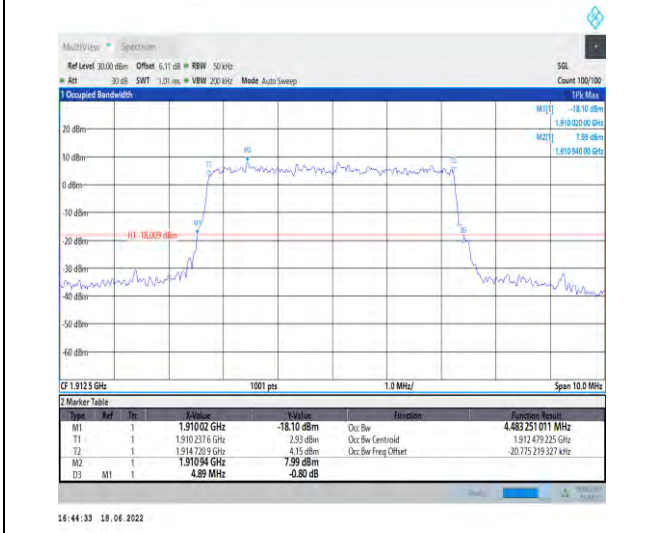 MultiView Spectrum
Ref Level 30.00 dBm Offset 6.11 dB RBW 50 kHz SGL
Att 30 dB SWT 1.01 ms VBW 200 kHz Mode Auto Sweep Count 100/100
1 Occupied Bandwidth 1Pk Max
M1[1] -18.10 dBm
1.910 020 00 GHz
M2[1] 7.99 dBm
1.910 940 00 GHz
20 dBm
M2
10 dBm
T1 T2
0 dBm
-10 dBm
M1
H1 -18.009 dBm
D3
-20 dBm
-30 dBm
-40 dBm
-50 dBm
-60 dBm
CF 1.912 5 GHz 1001 pts 1.0 MHz/ Span 10.0 MHz
2 Marker Table
Type Ref Trc X-Value Y-Value Function Function Result
M1 1 1.91002 GHz -18.10 dBm Occ Bw 4.483 251 011 MHz
T1 1 1.910 237 6 GHz 2.93 dBm Occ Bw Centroid 1.912 479 225 GHz
T2 1 1.914 720 9 GHz 4.15 dBm Occ Bw Freq Offset -20.775 219 327 kHz
M2 1 1.91094 GHz 7.99 dBm
D3 M1 1 4.89 MHz -0.80 dB
16:44:33 18.06.2022